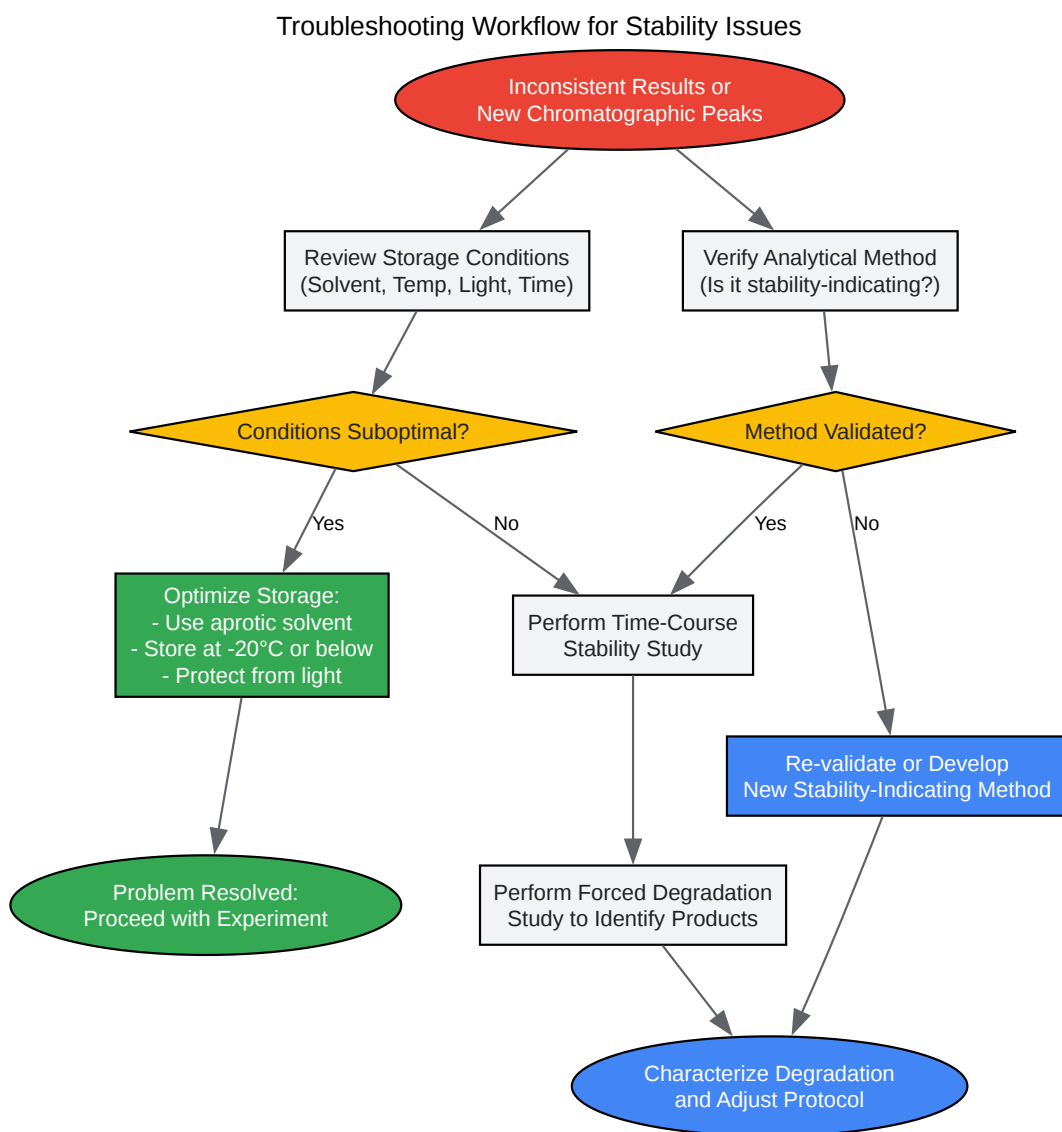 Troubleshooting Workflow for Stability Issues
Inconsistent Results or
New Chromatographic Peaks
Review Storage Conditions
(Solvent, Temp, Light, Time)
Verify Analytical Method
(Is it stability-indicating?)
Conditions Suboptimal?
Method Validated?
Yes
No
Yes
No
Optimize Storage:
- Use aprotic solvent
- Store at -20°C or below
- Protect from light
Perform Time-Course
Stability Study
Re-validate or Develop
New Stability-Indicating Method
Problem Resolved:
Proceed with Experiment
Perform Forced Degradation
Study to Identify Products
Characterize Degradation
and Adjust Protocol